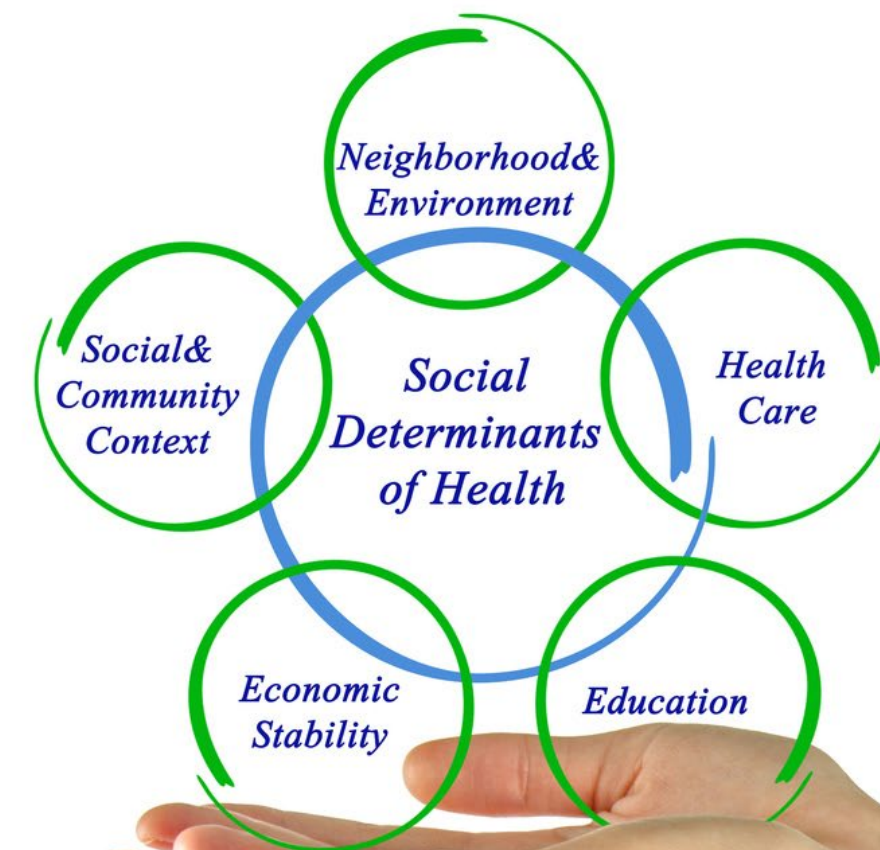 Neighborhood&
Environment
Social&
Community
Context
Social
Determinants
of Health
Health
Care
Economic
Stability
Education